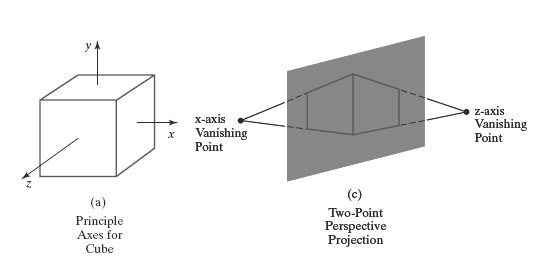 y
x
z
(a)
Principle
Axes for
Cube
x-axis
Vanishing
Point
z-axis
Vanishing
Point
(c)
Two-Point
Perspective
Projection